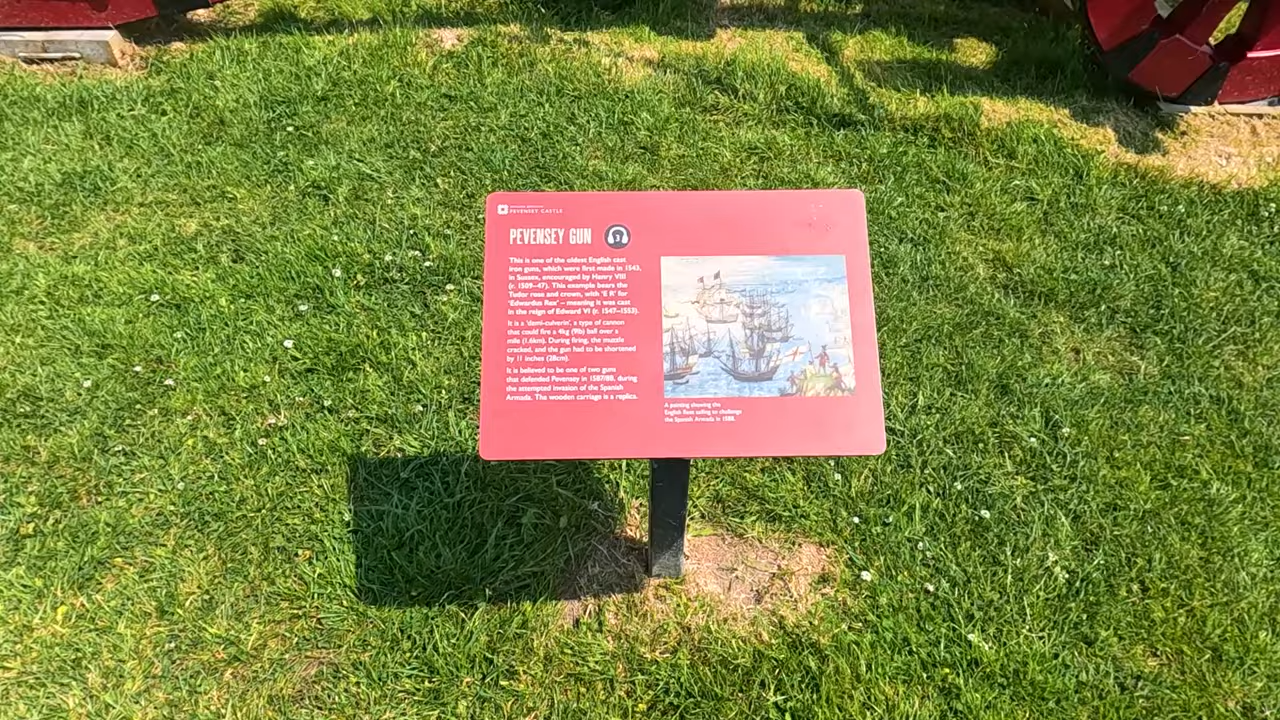 PEVENSEY CASTLE
PEVENSEY GUN
3
This is one of the oldest English cast
iron guns, which were first made in 1543,
in Sussex, encouraged by Henry VIII
(r. 1509–47). This example bears the
Tudor rose and crown, with 'E R' for
'Edwardus Rex' – meaning it was cast
in the reign of Edward VI (r. 1547–1553).
It is a 'demi-culverin', a type of cannon
that could fire a 4kg (9lb) ball over a
mile (1.6km). During firing, the muzzle
cracked, and the gun had to be shortened
by 11 inches (28cm).
It is believed to be one of two guns
that defended Pevensey in 1587/88, during
the attempted invasion of the Spanish
Armada. The wooden carriage is a replica.
A painting showing the
English fleet sailing to challenge
the Spanish Armada in 1588.